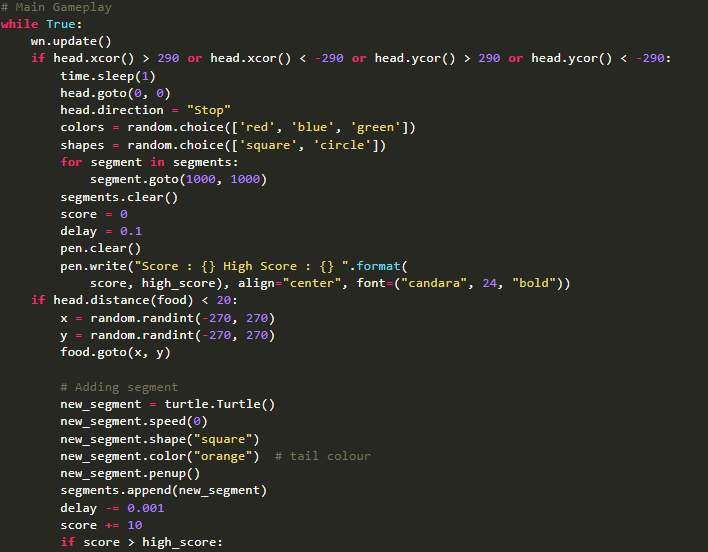 # Main Gameplay
while True:
    wn.update()
    if head.xcor() > 290 or head.xcor() < -290 or head.ycor() > 290 or head.ycor() < -290:
        time.sleep(1)
        head.goto(0, 0)
        head.direction = "Stop"
        colors = random.choice(['red', 'blue', 'green'])
        shapes = random.choice(['square', 'circle'])
        for segment in segments:
            segment.goto(1000, 1000)
        segments.clear()
        score = 0
        delay = 0.1
        pen.clear()
        pen.write("Score : {} High Score : {} ".format(
            score, high_score), align="center", font=("candara", 24, "bold"))
    if head.distance(food) < 20:
        x = random.randint(-270, 270)
        y = random.randint(-270, 270)
        food.goto(x, y)

        # Adding segment
        new_segment = turtle.Turtle()
        new_segment.speed(0)
        new_segment.shape("square")
        new_segment.color("orange")  # tail colour
        new_segment.penup()
        segments.append(new_segment)
        delay -= 0.001
        score += 10
        if score > high_score: